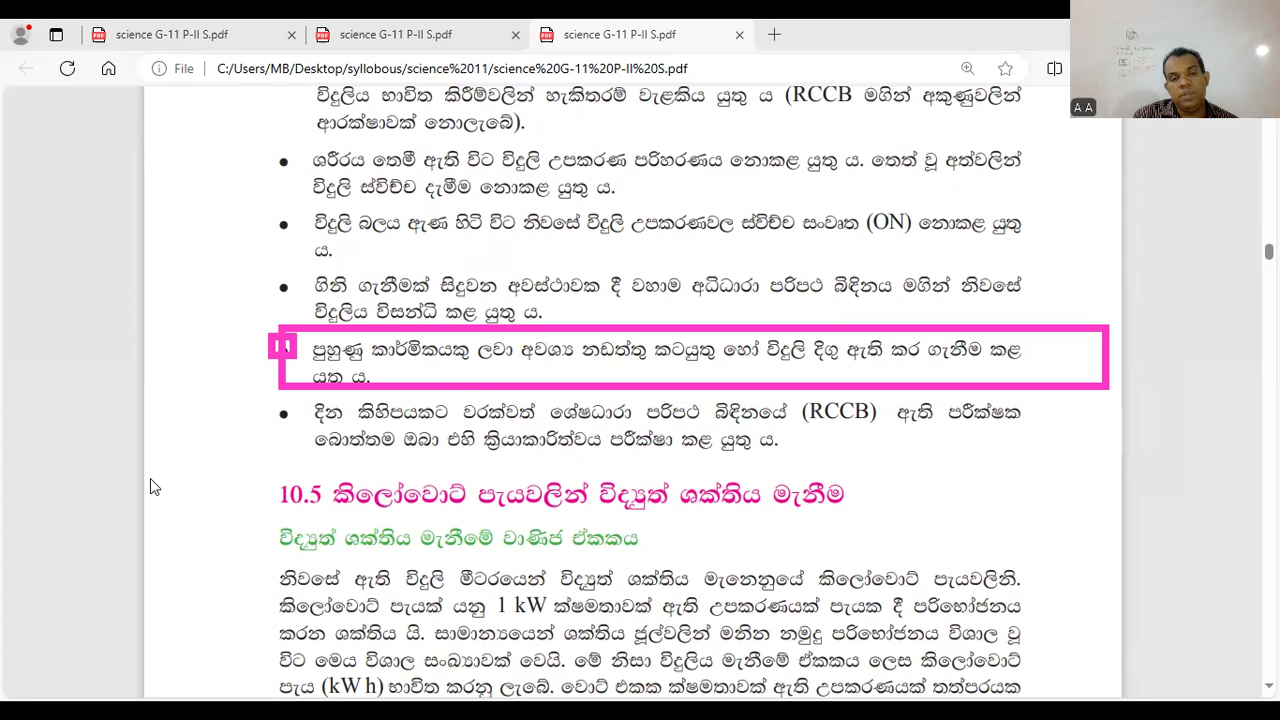 science G-11 P-II S.pdf
science G-11 P-II S.pdf
science G-11 P-II S.pdf
File
C:/Users/MB/Desktop/syllobous/science%2011/science%20G-11%20P-II%20S.pdf
A A
විදුලිය භාවිත කිරීම්වලින් හැකිතරම් වැළකිය යුතු ය (RCCB මගින් අකුණුවලින්
ආරක්ෂාවක් නොලැබේ).
• ශරීරය තෙමී ඇති විට විදුලි උපකරණ පරිහරණය නොකළ යුතු ය. තෙත් වූ අත්වලින්
විදුලි ස්විච්ච දැමීම නොකළ යුතු ය.
• විදුලි බලය ඇණ හිටි විට නිවසේ විදුලි උපකරණවල ස්විච්ච සංවෘත (ON) නොකළ යුතු
ය.
• ගිනි ගැනීමක් සිදුවන අවස්ථාවක දී වහාම අධිධාරා පරිපථ බිඳිනය මගින් නිවසේ
විදුලිය විසන්ධි කළ යුතු ය.
පුහුණු කාර්මිකයකු ලවා අවශ්‍ය නඩත්තු කටයුතු හෝ විදුලි දිගු ඇති කර ගැනීම කළ
යුතු ය.
• දින කිහිපයකට වරක්වත් ශේෂධාරා පරිපථ බිඳිනයේ (RCCB) ඇති පරීක්ෂක
බොත්තම ඔබා එහි ක්‍රියාකාරිත්වය පරීක්ෂා කළ යුතු ය.
10.5 කිලෝවොට් පැයවලින් විද්‍යුත් ශක්තිය මැනීම
විද්‍යුත් ශක්තිය මැනීමේ වාණිජ ඒකකය
නිවසේ ඇති විදුලි මීටරයෙන් විද්‍යුත් ශක්තිය මැනෙනුයේ කිලෝවොට් පැයවලිනි.
කිලෝවොට් පැයක් යනු 1 kW ක්ෂමතාවක් ඇති උපකරණයක් පැයක දී පරිභෝජනය
කරන ශක්තිය යි. සාමාන්‍යයෙන් ශක්තිය ජූල්වලින් මනින නමුදු පරිභෝජනය විශාල වූ
විට මෙය විශාල සංඛ්‍යාවක් වෙයි. මේ නිසා විදුලිය මැනීමේ ඒකකය ලෙස කිලෝවොට්
පැය (kW h) භාවිත කරනු ලැබේ. වොට් එකක ක්ෂමතාවක් ඇති උපකරණයක් තත්පරයක